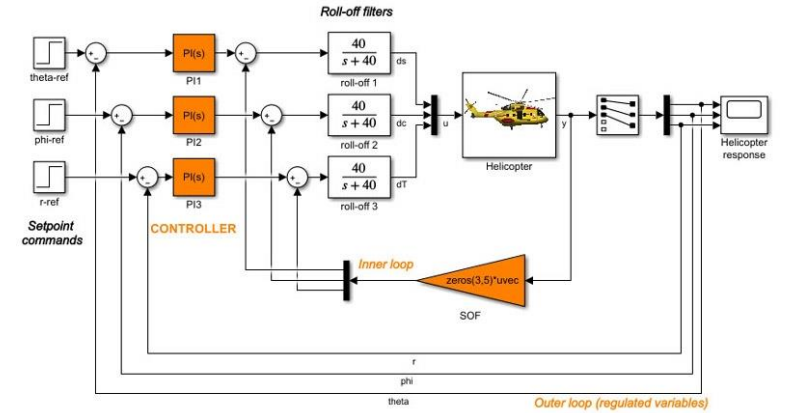 Roll-off filters
theta-ref
PI(s)
PI1
40
s + 40
roll-off 1
ds
phi-ref
PI(s)
PI2
40
s + 40
roll-off 2
dc
u
Helicopter
y
Helicopter
response
r-ref
PI(s)
PI3
40
s + 40
roll-off 3
dT
Setpoint
commands
CONTROLLER
Inner loop
zeros(3,5)*uvec
SOF
r
phi
theta
Outer loop (regulated variables)